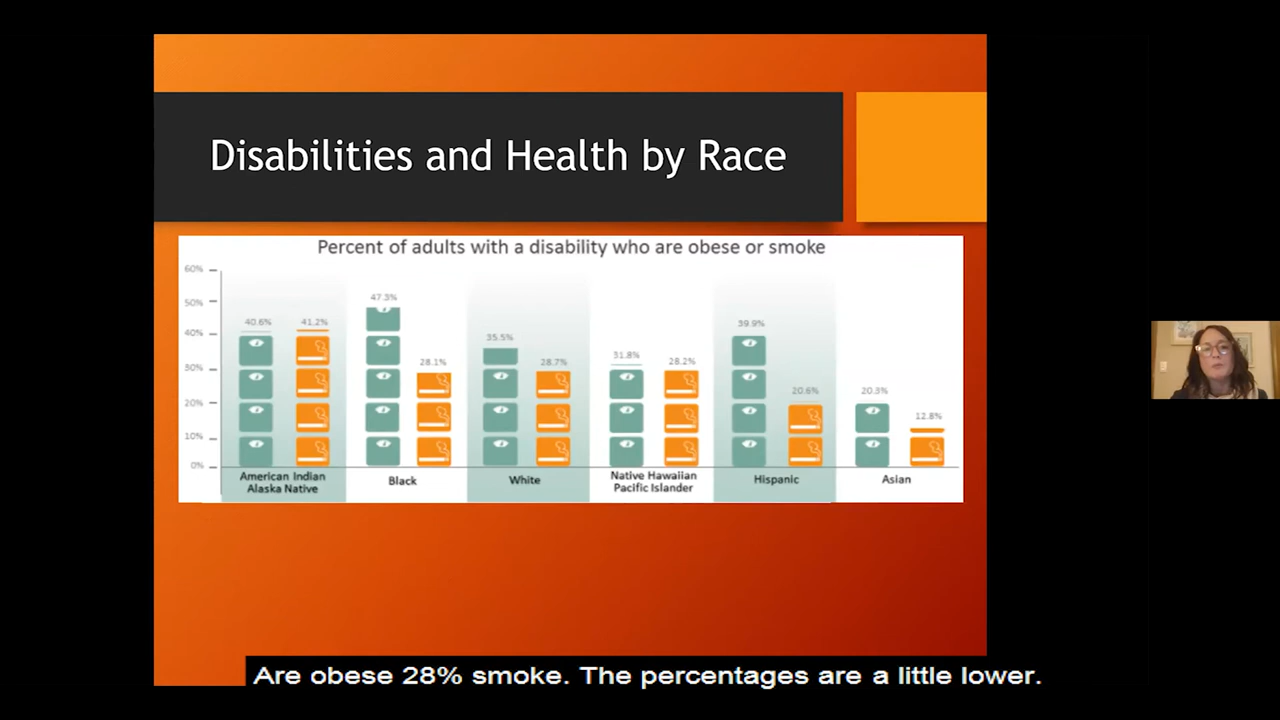 Disabilities and Health by Race
Percent of adults with a disability who are obese or smoke
60%
50%
40%
30%
20%
10%
0%
40.6% 41.2%
47.3% 28.1%
35.5% 28.7%
31.8% 28.2%
39.9% 20.6%
20.3% 12.8%
American Indian
Alaska Native
Black
White
Native Hawaiian
Pacific Islander
Hispanic
Asian
Are obese 28% smoke. The percentages are a little lower.